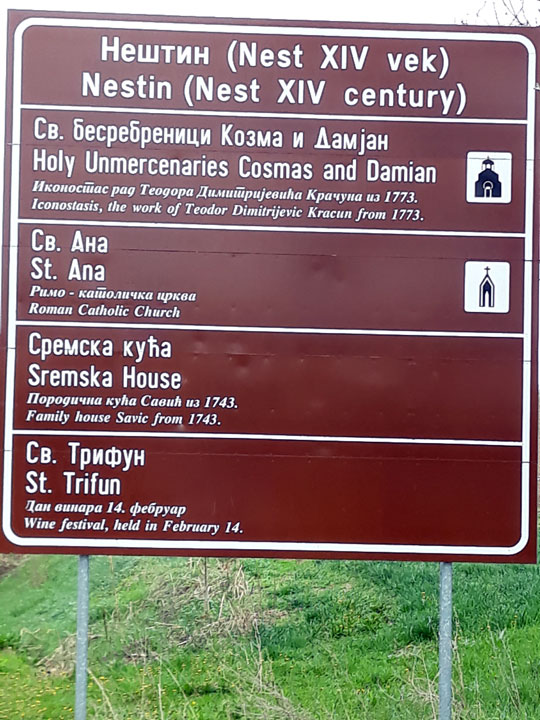 Нештин (Nest XIV vek)
Nestin (Nest XIV century)
Св. бесребреници Козма и Дамјан
Holy Unmercenaries Cosmas and Damian
Иконостас рад Теодора Димитријевића Крачуна из 1773.
Iconostasis, the work of Teodor Dimitrijevic Kracun from 1773.
Св. Ана
St. Ana
Римо - католичка црква
Roman Catholic Church
Сремска кућа
Sremska House
Породична кућа Савић из 1743.
Family house Savic from 1743.
Св. Трифун
St. Trifun
Дан винара 14. фебруар
Wine festival, held in February 14.